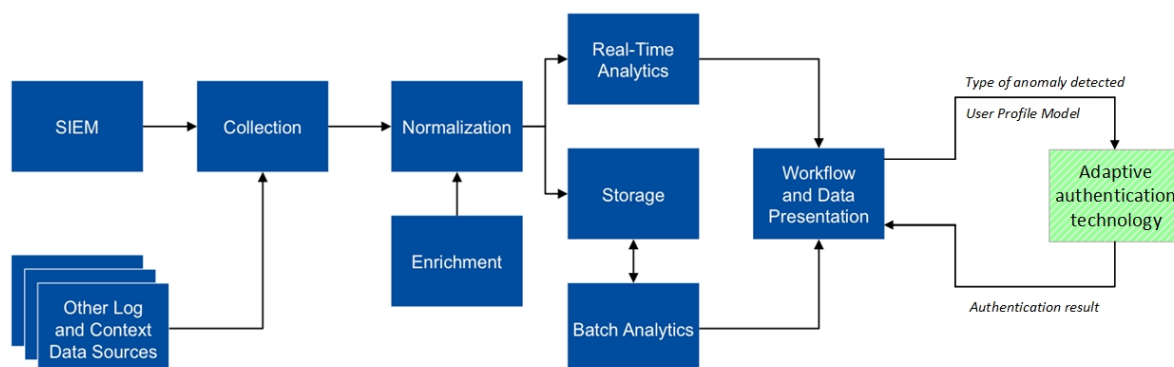 SIEM
Collection
Normalization
Real-Time
Analytics
Storage
Enrichment
Batch Analytics
Other Log
and Context
Data Sources
Workflow
and Data
Presentation
Type of anomaly detected
User Profile Model
Adaptive
authentication
technology
Authentication result